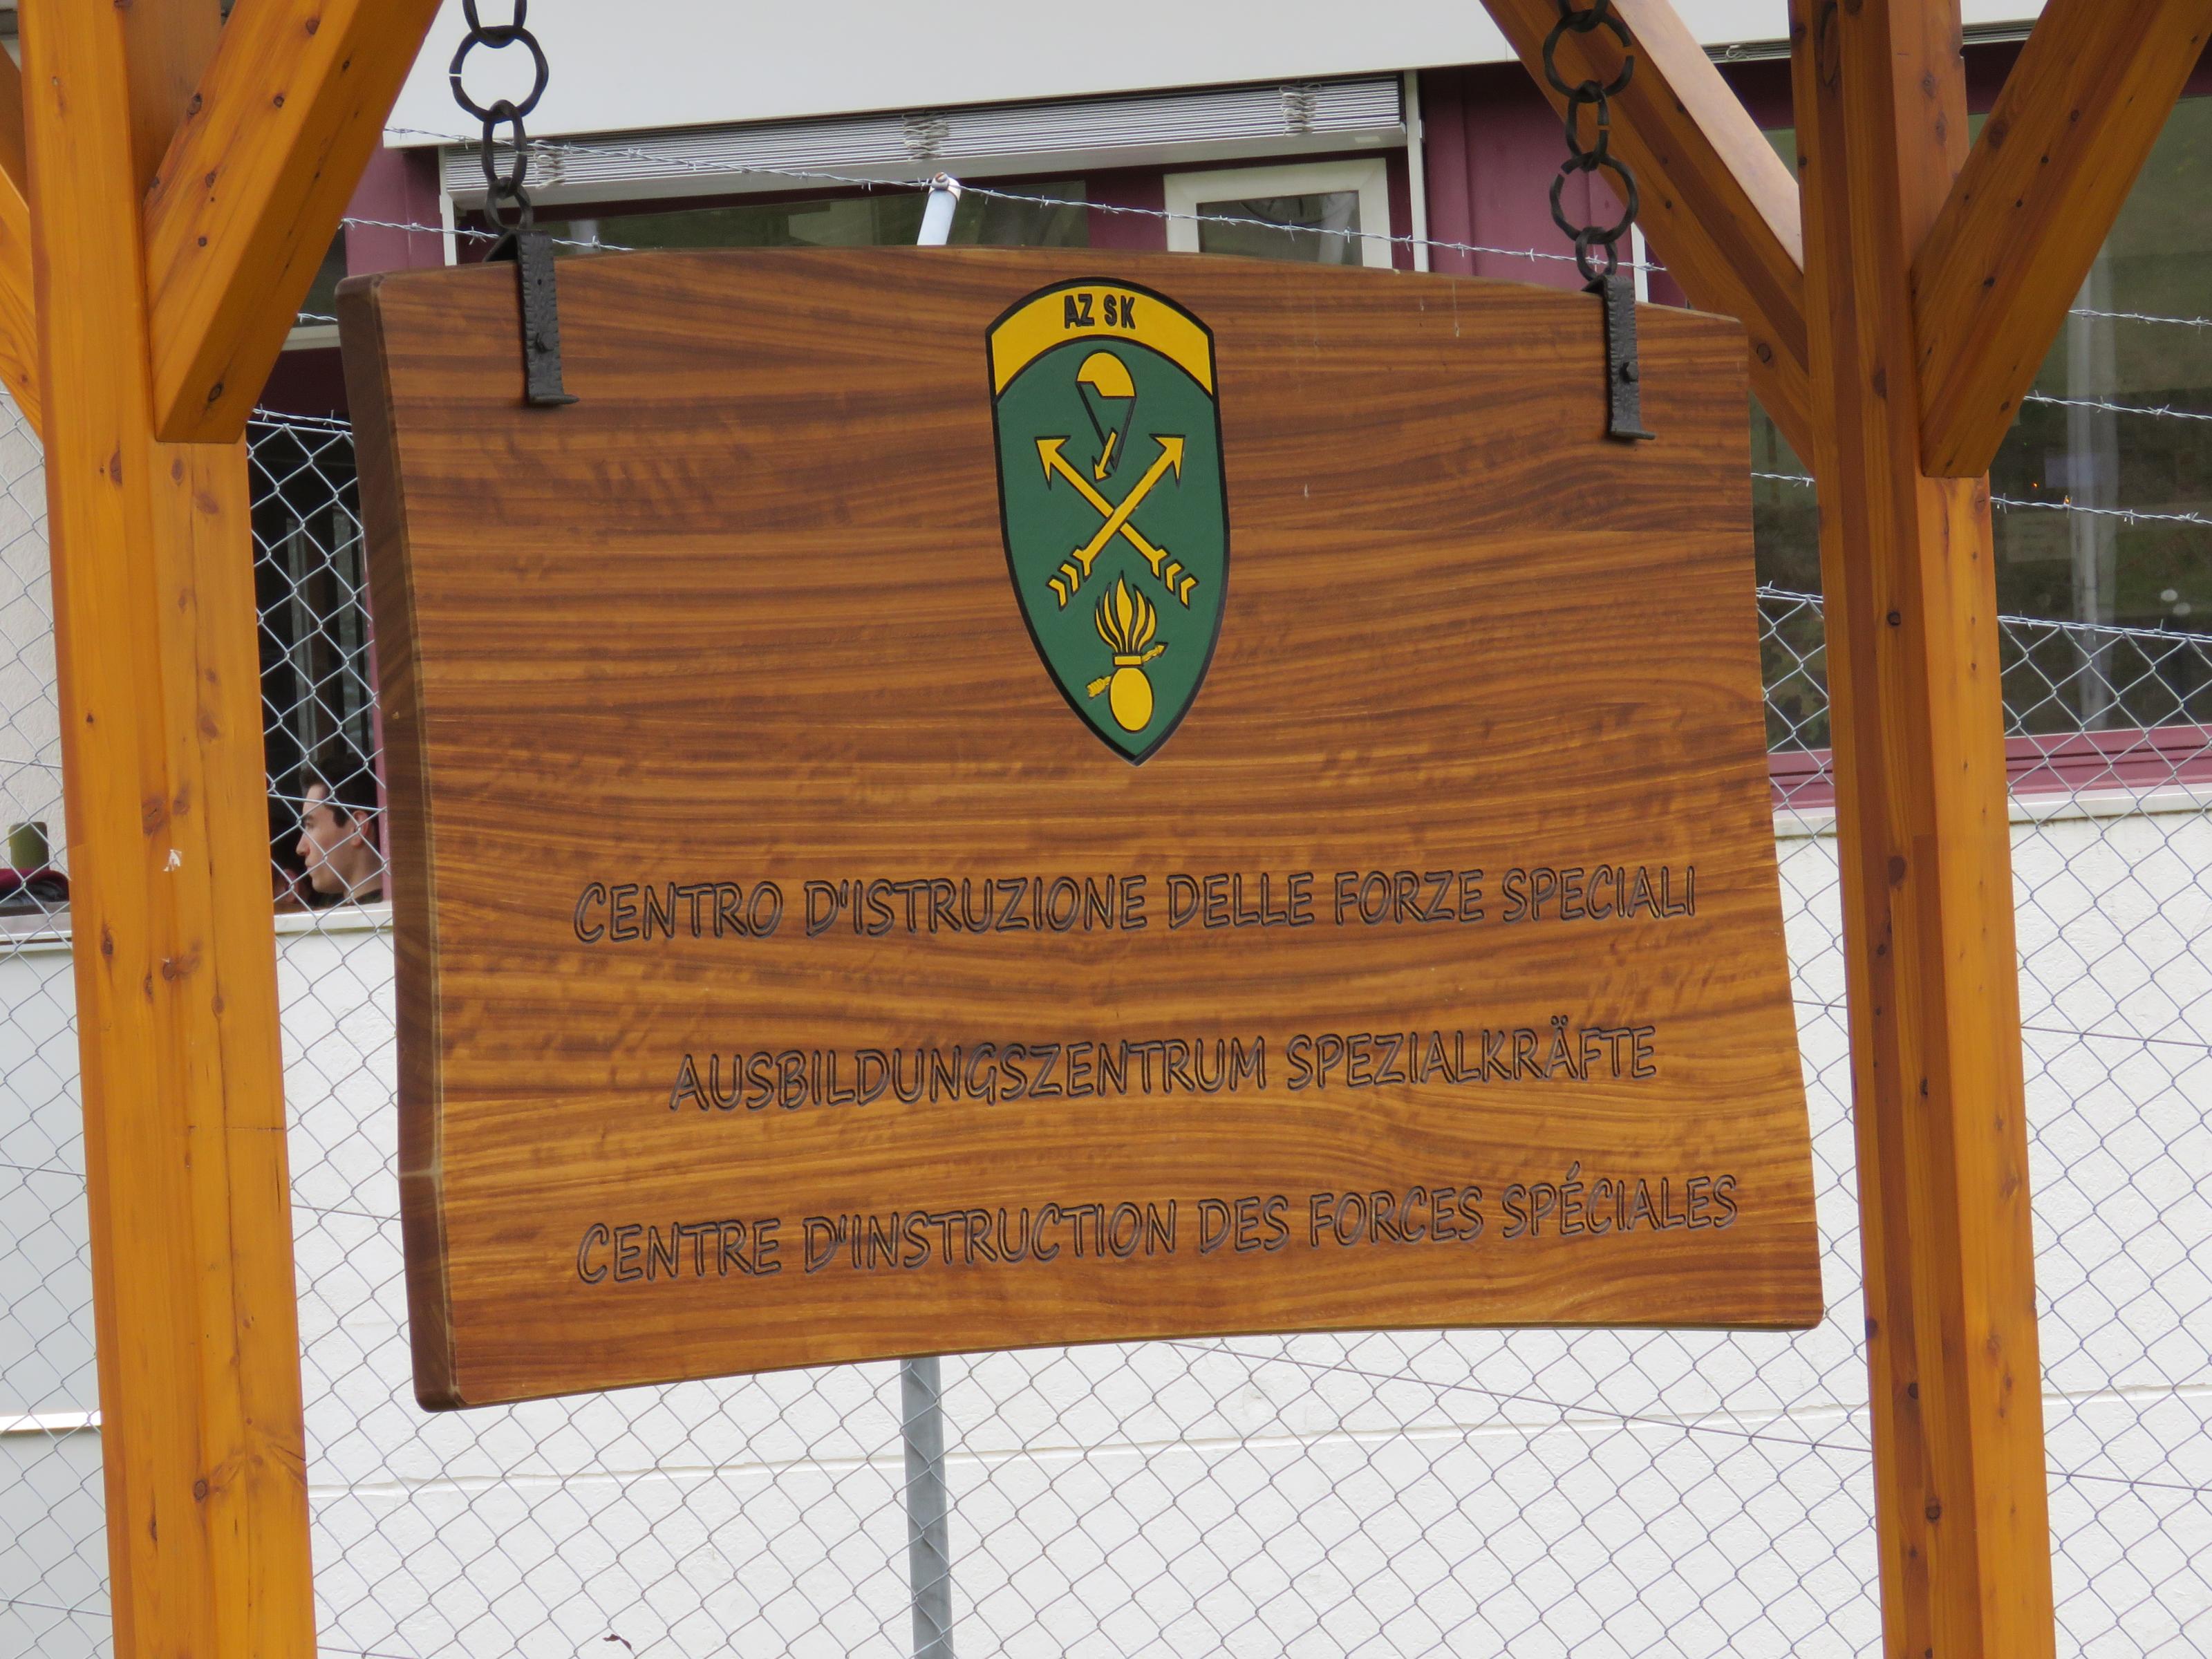 AZ SK
CENTRO D'ISTRUZIONE DELLE FORZE SPECIALI
AUSBILDUNGSZENTRUM SPEZIALKRÄFTE
CENTRE D'INSTRUCTION DES FORCES SPÉCIALES